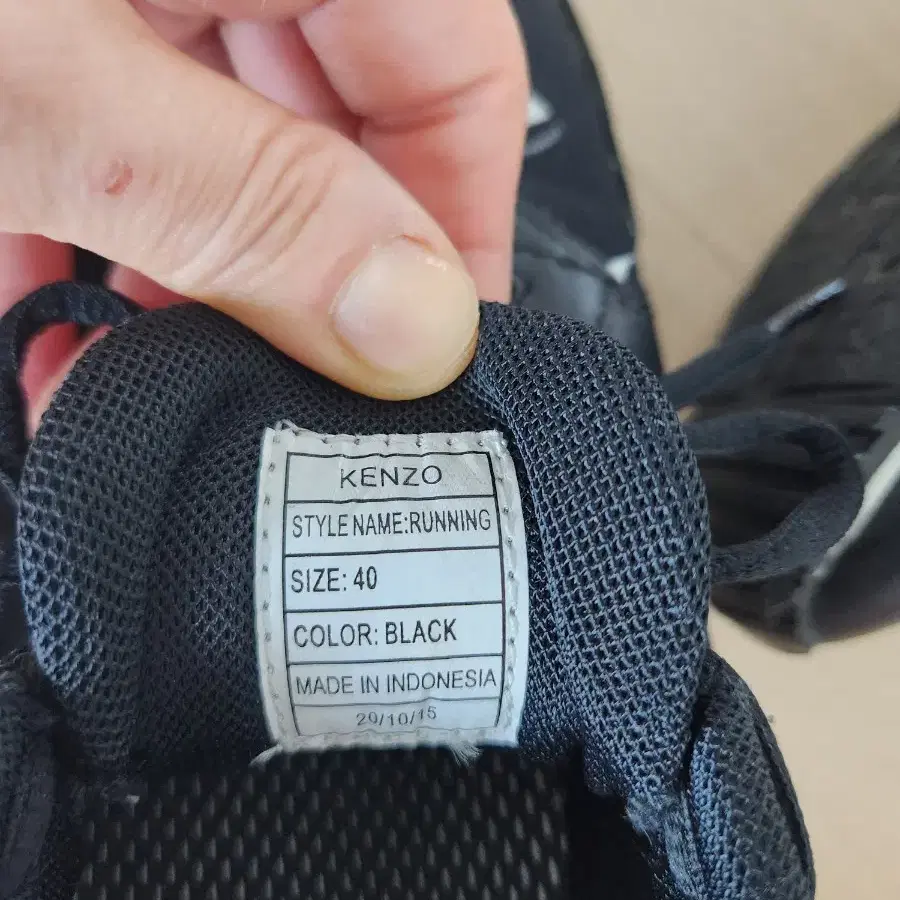 KENZO
STYLE NAME:RUNNING
SIZE: 40
COLOR: BLACK
MADE IN INDONESIA
20/10/15